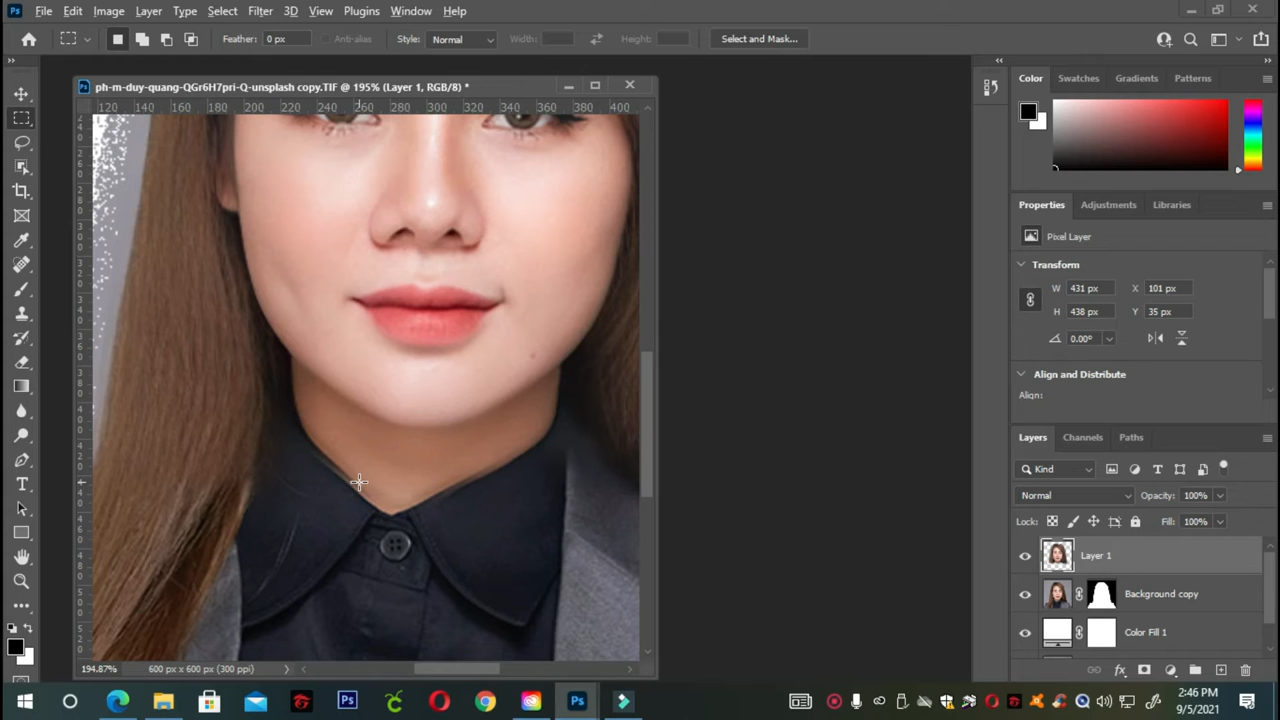 Ps File Edit Image Layer Type Select Filter 3D View Plugins Window Help
Feather: 0 px Anti-alias Style: Normal Width: Height: Select and Mask...
ph-m-duy-quang-QGr6H7pri-Q-unsplash copy.TIF @ 195% (Layer 1, RGB/8) *
120 140 160 180 200 220 240 260 280 300 320 340 360 380 400
194.87% 600 px x 600 px (300 ppi)
Color Swatches Gradients Patterns
Properties Adjustments Libraries
Pixel Layer
Transform
W 431 px X 101 px
H 438 px Y 35 px
0.00°
Align and Distribute
Align:
Layers Channels Paths
Kind
Normal Opacity: 100%
Lock: Fill: 100%
Layer 1
Background copy
Color Fill 1
fx
2:46 PM
9/5/2021